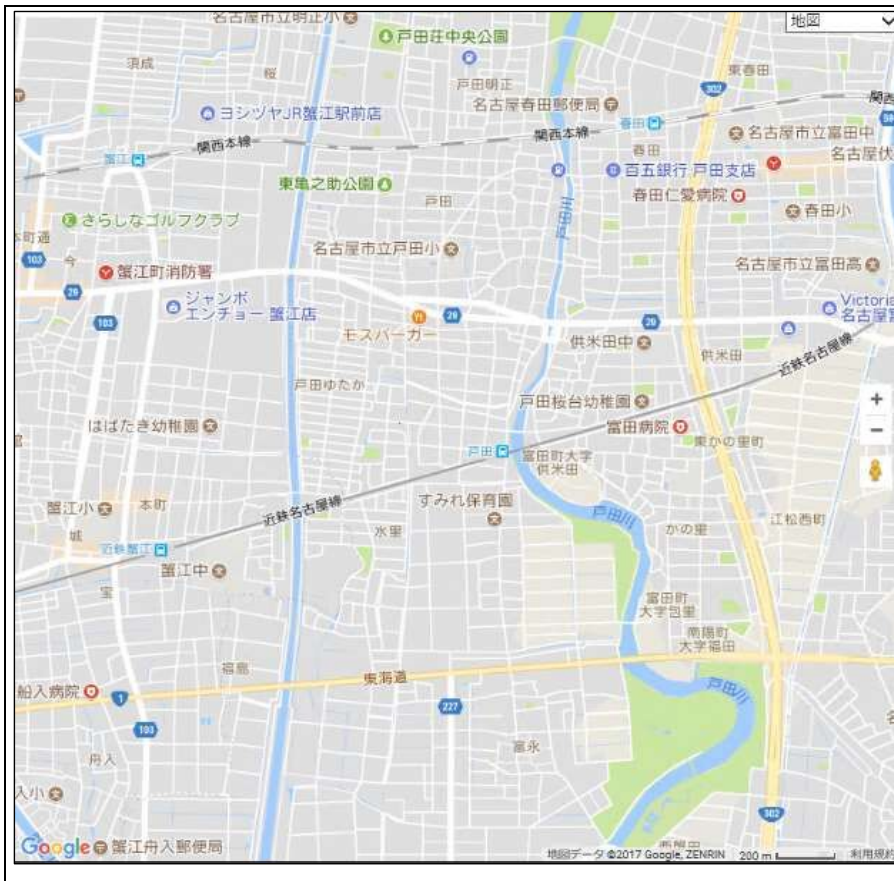 名古屋市立明正小
地図
戸田荘中央公園
須成
桜
戸田明正
東春田
302
名古屋春田郵便局
ヨシヅヤJR蟹江駅前店
関西本線
関西本線
春田
名古屋市立富田中
蟹江
春田
百五銀行 戸田支店
東亀之助公園
戸田
春田仁愛病院
さらしなゴルフクラブ
春田小
本町通
今
103
名古屋市立戸田小
名古屋市立富田高
蟹江町消防署
29
ジャンボ
エンチョー 蟹江店
103
29
29
Victoria
モスバーガー
供米田中
供米田
近鉄名古屋線
戸田ゆたか
戸田桜台幼稚園
はばたき幼稚園
富田病院
東かの里町
戸田
富田町大字
供米田
蟹江小
本町
近鉄名古屋線
すみれ保育園
戸田川
かの里
江松西町
城
氷里
近鉄蟹江
蟹江中
宝
富田町
大字包里
南陽町
大字福田
福島
東海道
船入病院
1
戸田川
227
103
富永
舟入
入小
302
Google
蟹江舟入郵便局
地図データ ©2017 Google, ZENRIN
200 m
利用規約